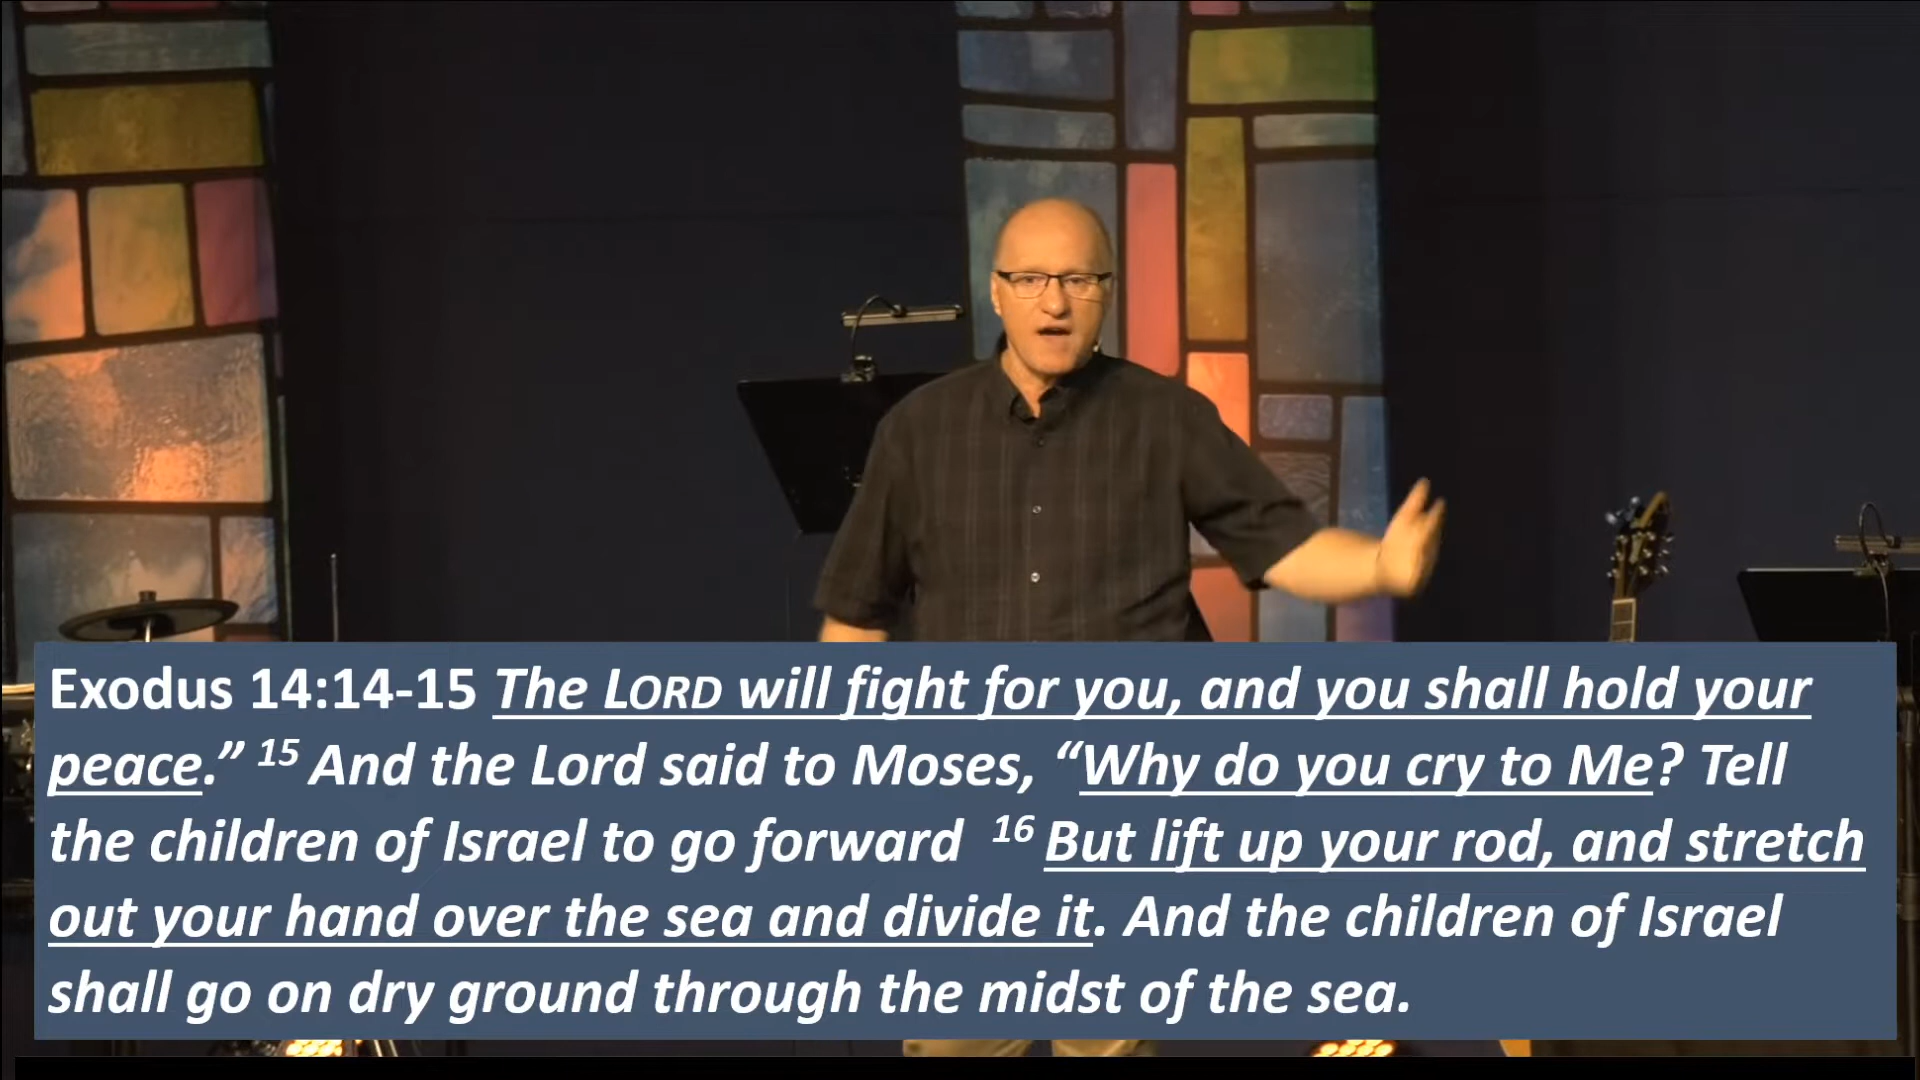 Exodus 14:14-15 The LORD will fight for you, and you shall hold your
peace.” 15 And the Lord said to Moses, “Why do you cry to Me? Tell
the children of Israel to go forward 16 But lift up your rod, and stretch
out your hand over the sea and divide it. And the children of Israel
shall go on dry ground through the midst of the sea.